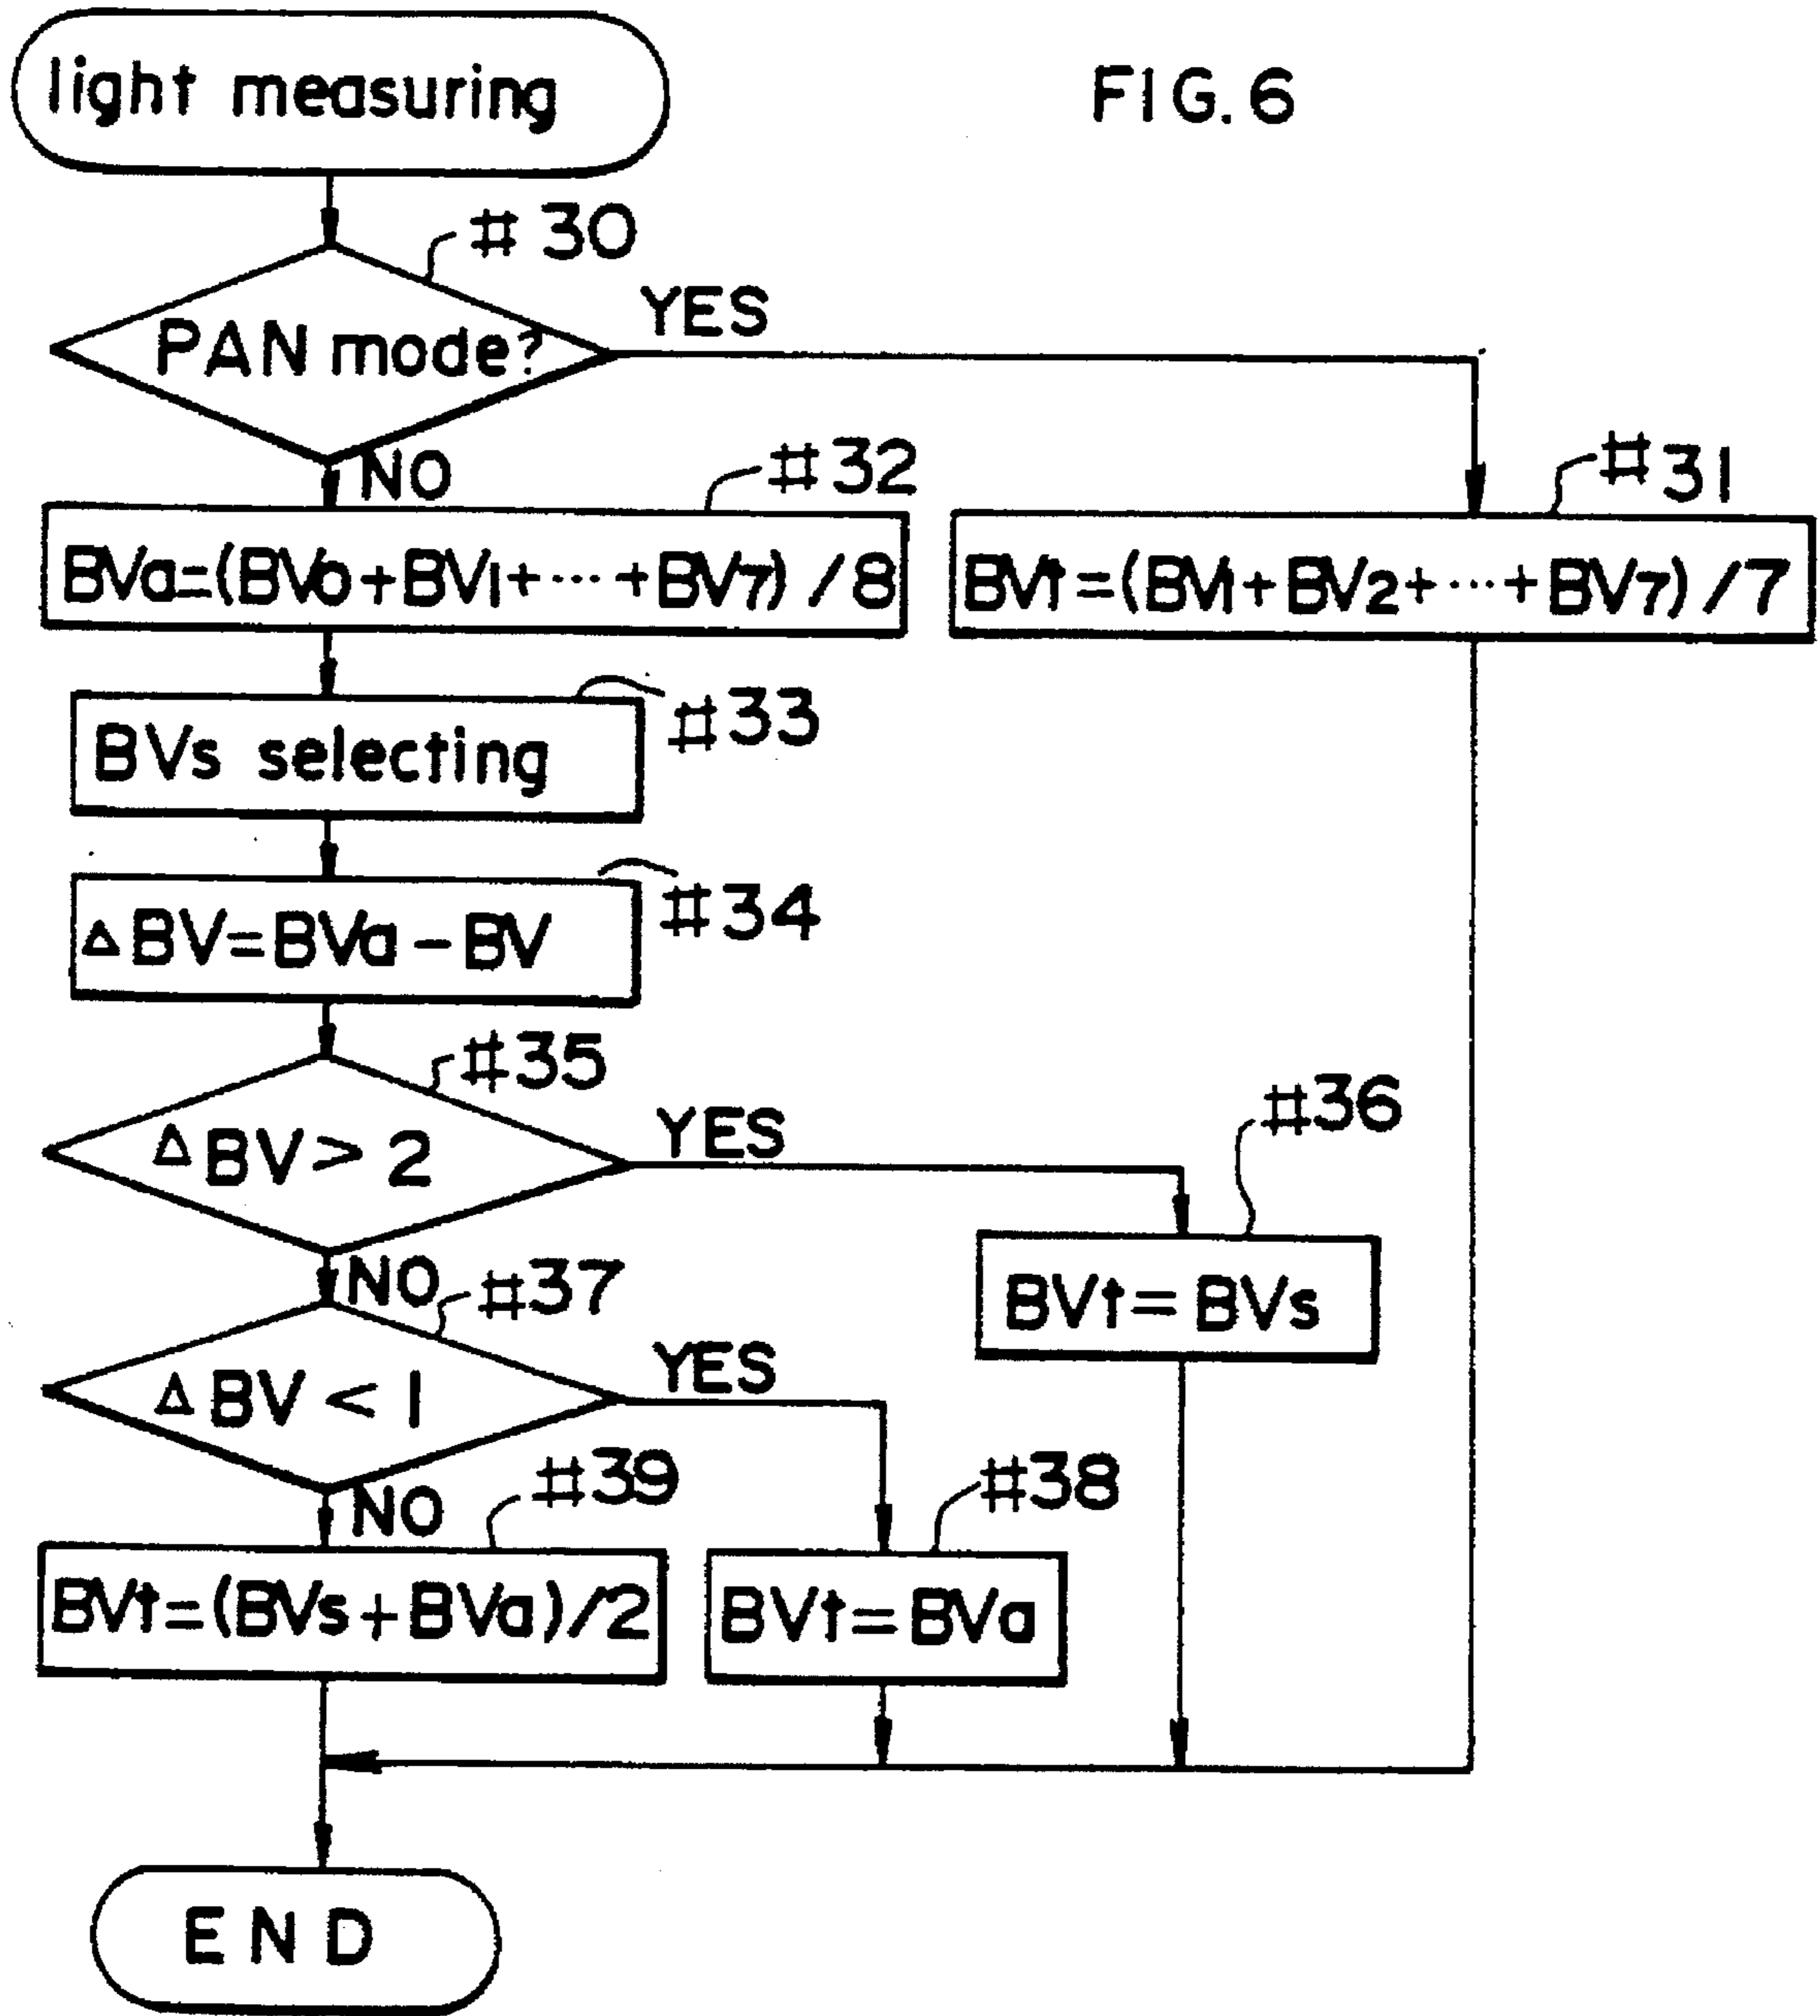 light measuring
FIG. 6
#30
PAN mode?
YES
NO
#32
#31
BVa=(BV0+BV1+···+BV7)/8
BVt=(BV1+BV2+···+BV7)/7
#33
BVs selecting
#34
ΔBV=BVa-BV
#35
ΔBV>2
YES
#36
BVt=BVs
NO
#37
ΔBV<1
YES
NO
#39
#38
BVt=(BVs+BVa)/2
BVt=BVa
END